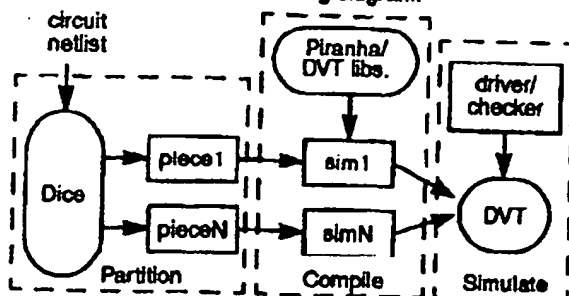 circuit
netlist
Piranha/
DVT libs.
driver/
checker
Dice
piece1
sim1
pieceN
simN
DVT
Partition
Compile
Simulate